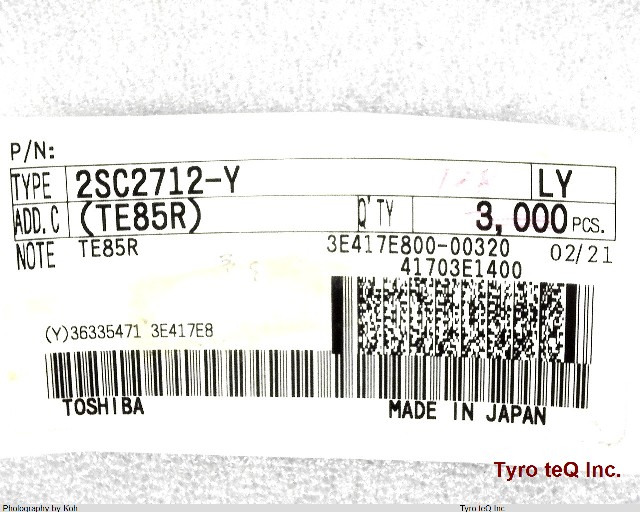 P/N:
TYPE 2SC2712-Y LY
ADD.C (TE85R) Q'TY 3,000 PCS.
NOTE TE85R 3E417E800-00320 02/21
41703E1400
(Y)36335471 3E417E8
TOSHIBA MADE IN JAPAN
Tyro teQ Inc.
Photography by Koh Tyro teQ Inc